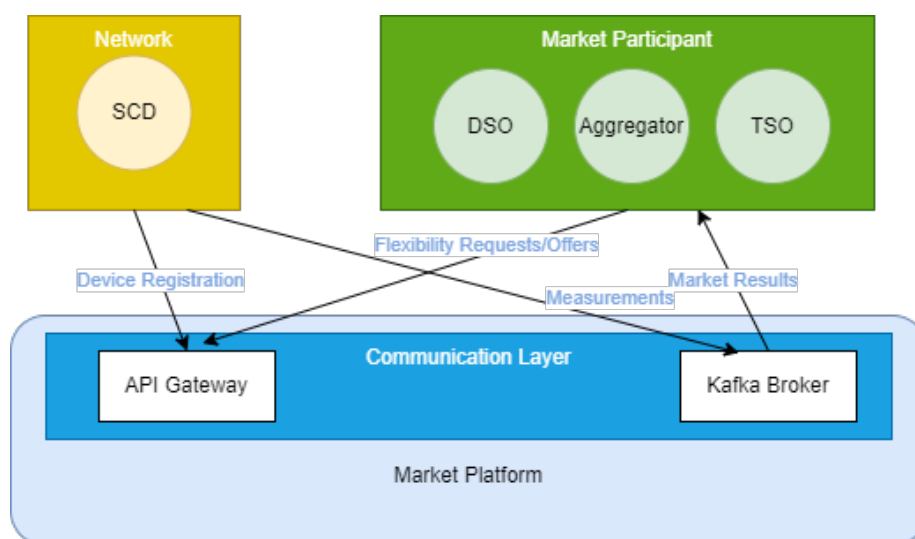 Network
Market Participant
SCD
DSO
Aggregator
TSO
Flexibility Requests/Offers
Device Registration
Market Results
Measurements
Communication Layer
API Gateway
Kafka Broker
Market Platform